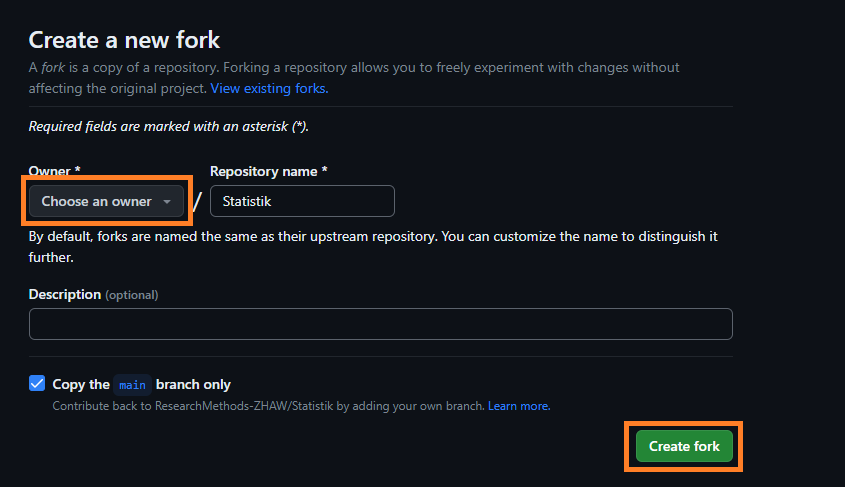 Create a new fork
A fork is a copy of a repository. Forking a repository allows you to freely experiment with changes without
affecting the original project. View existing forks.
Required fields are marked with an asterisk (*).
Owner * Repository name *
Choose an owner / Statistik
By default, forks are named the same as their upstream repository. You can customize the name to distinguish it
further.
Description (optional)
Copy the main branch only
Contribute back to ResearchMethods-ZHAW/Statistik by adding your own branch. Learn more.
Create fork